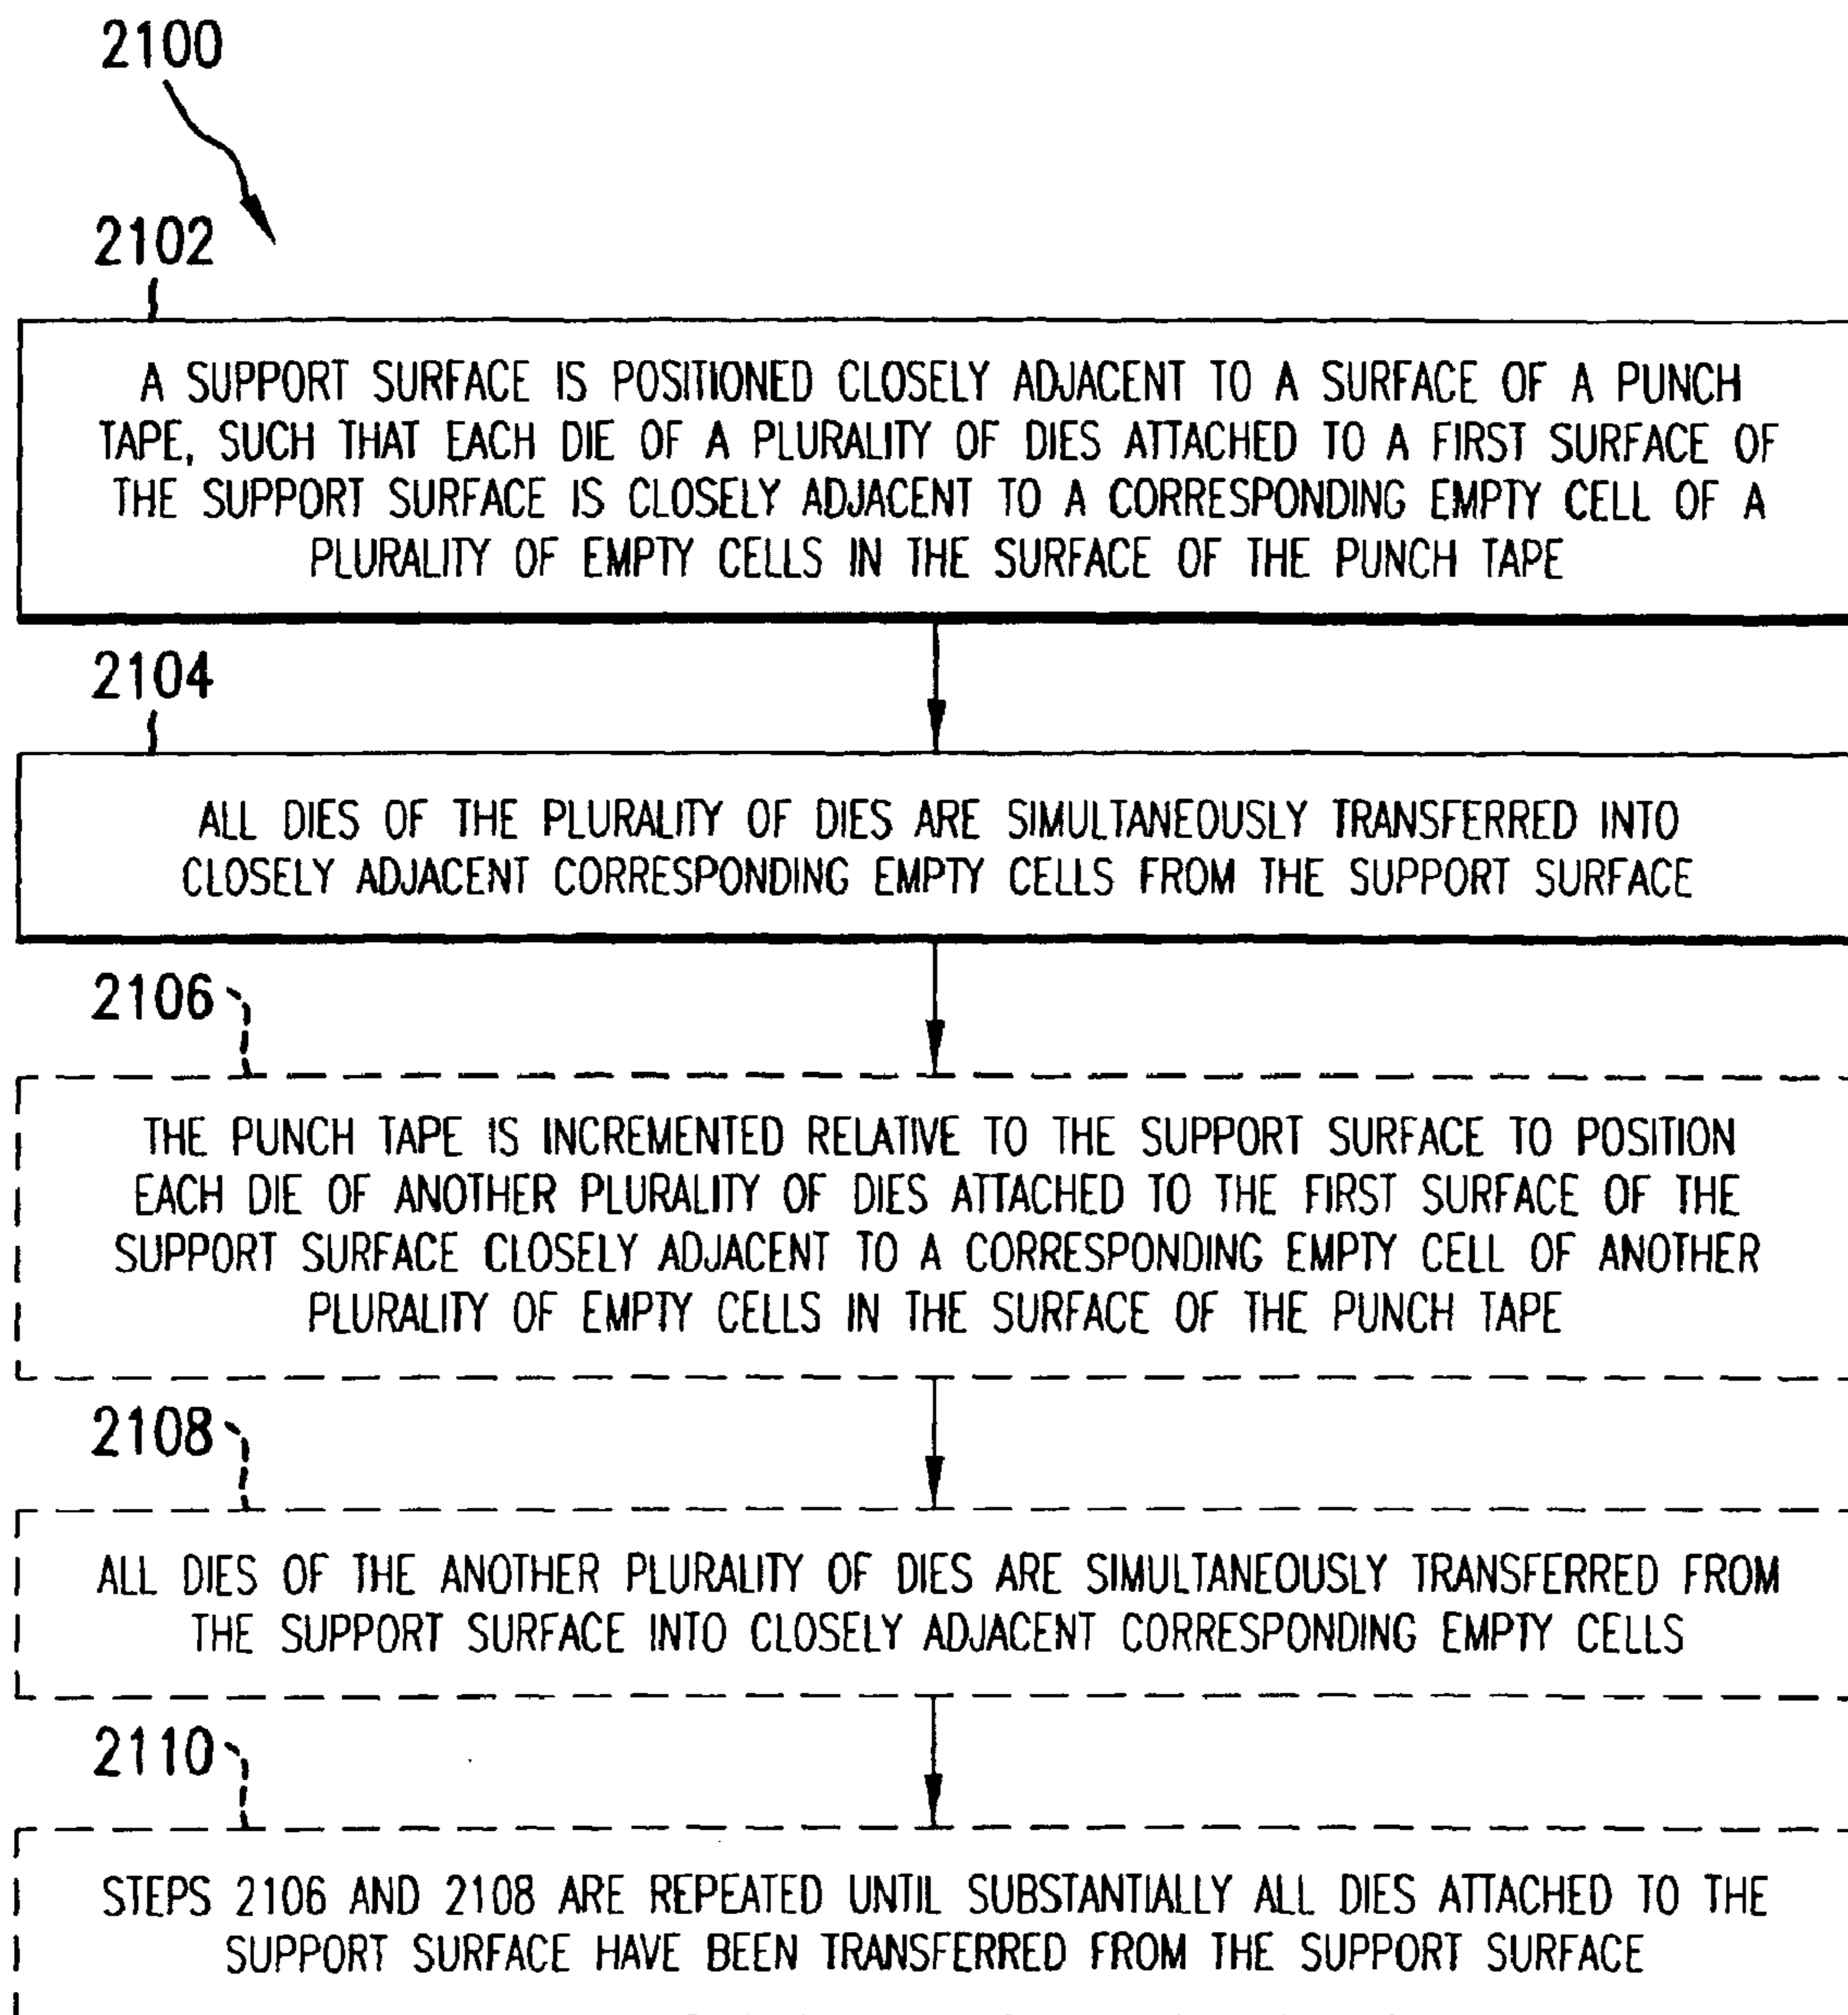 2100
2102
A SUPPORT SURFACE IS POSITIONED CLOSELY ADJACENT TO A SURFACE OF A PUNCH
TAPE, SUCH THAT EACH DIE OF A PLURALITY OF DIES ATTACHED TO A FIRST SURFACE OF
THE SUPPORT SURFACE IS CLOSELY ADJACENT TO A CORRESPONDING EMPTY CELL OF A
PLURALITY OF EMPTY CELLS IN THE SURFACE OF THE PUNCH TAPE
2104
ALL DIES OF THE PLURALITY OF DIES ARE SIMULTANEOUSLY TRANSFERRED INTO
CLOSELY ADJACENT CORRESPONDING EMPTY CELLS FROM THE SUPPORT SURFACE
2106
THE PUNCH TAPE IS INCREMENTED RELATIVE TO THE SUPPORT SURFACE TO POSITION
EACH DIE OF ANOTHER PLURALITY OF DIES ATTACHED TO THE FIRST SURFACE OF THE
SUPPORT SURFACE CLOSELY ADJACENT TO A CORRESPONDING EMPTY CELL OF ANOTHER
PLURALITY OF EMPTY CELLS IN THE SURFACE OF THE PUNCH TAPE
2108
ALL DIES OF THE ANOTHER PLURALITY OF DIES ARE SIMULTANEOUSLY TRANSFERRED FROM
THE SUPPORT SURFACE INTO CLOSELY ADJACENT CORRESPONDING EMPTY CELLS
2110
STEPS 2106 AND 2108 ARE REPEATED UNTIL SUBSTANTIALLY ALL DIES ATTACHED TO THE
SUPPORT SURFACE HAVE BEEN TRANSFERRED FROM THE SUPPORT SURFACE